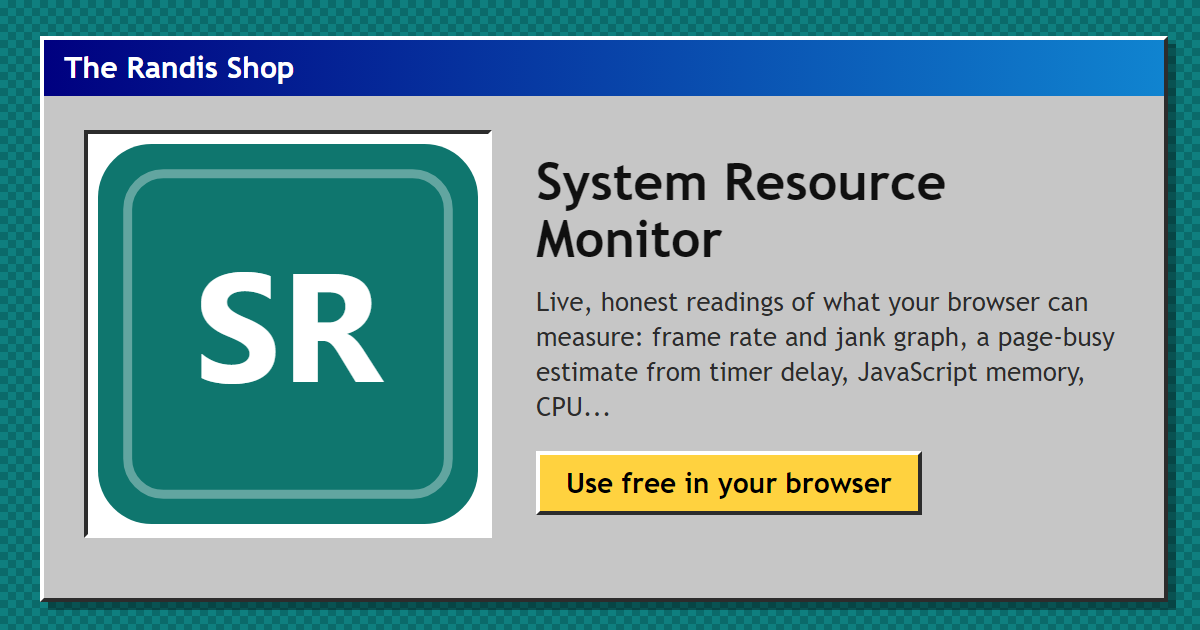 The Randis Shop
SR
System Resource
Monitor
Live, honest readings of what your browser can
measure: frame rate and jank graph, a page-busy
estimate from timer delay, JavaScript memory,
CPU...
Use free in your browser